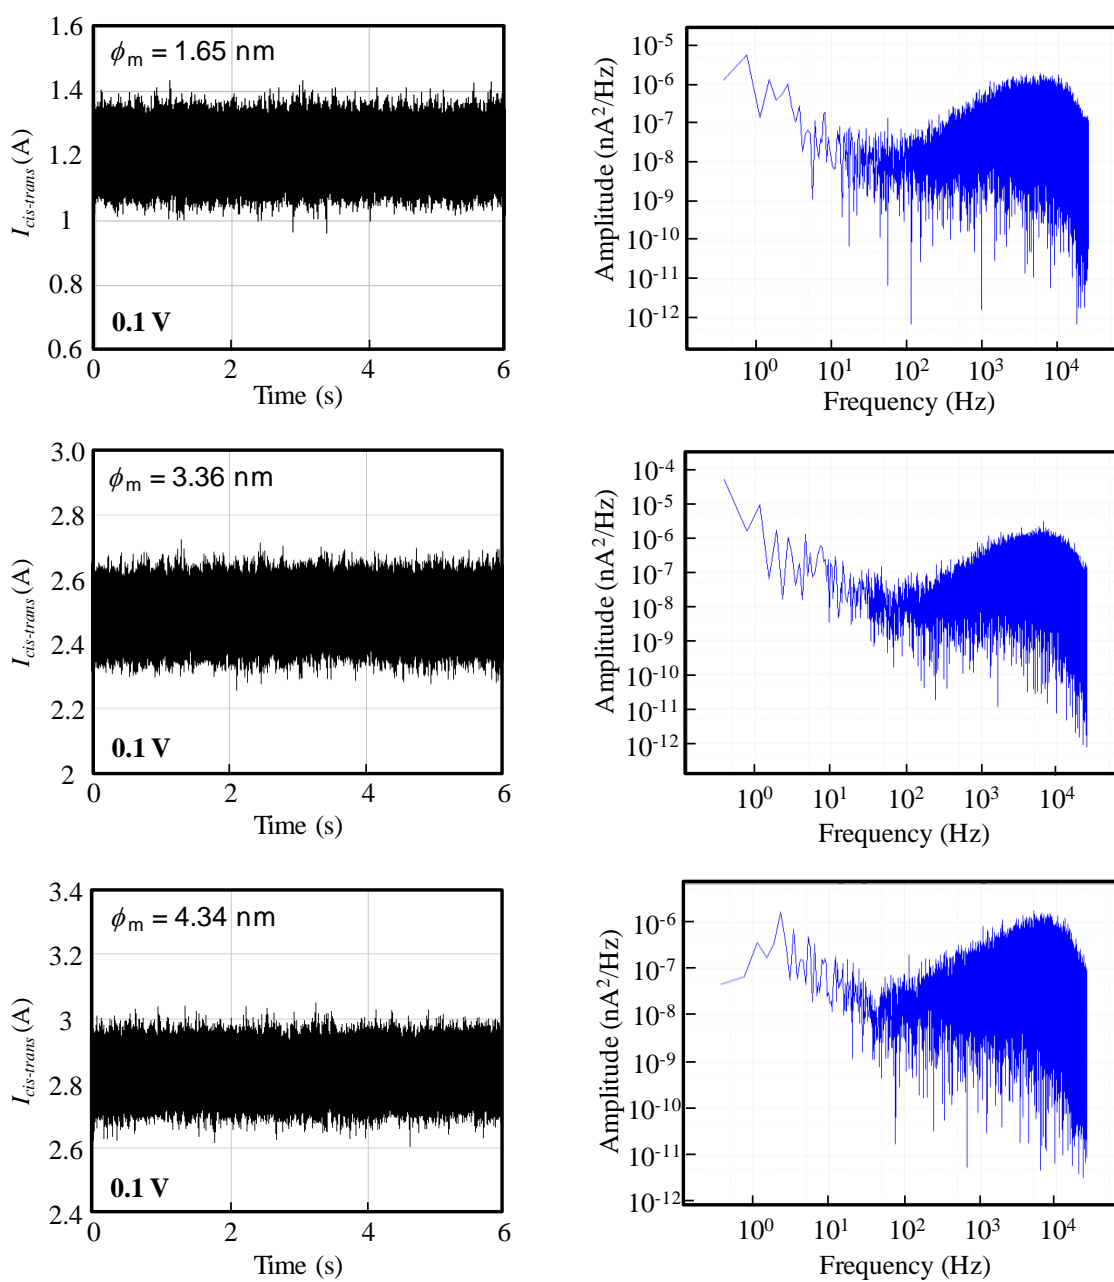 1.6
1.4
1.2
1
0.8
0.6
I cis-trans (A)
ϕm = 1.65 nm
0.1 V
0 2 4 6
Time (s)
10-5
10-6
10-7
10-8
10-9
10-10
10-11
10-12
Amplitude (nA2/Hz)
100 101 102 103 104
Frequency (Hz)
3.0
2.8
2.6
2.4
2.2
2
I cis-trans (A)
ϕm = 3.36 nm
0.1 V
0 2 4 6
Time (s)
10-4
10-5
10-6
10-7
10-8
10-9
10-10
10-11
10-12
Amplitude (nA2/Hz)
100 101 102 103 104
Frequency (Hz)
3.4
3.2
3
2.8
2.6
2.4
I cis-trans (A)
ϕm = 4.34 nm
0.1 V
0 2 4 6
Time (s)
10-6
10-7
10-8
10-9
10-10
10-11
10-12
Amplitude (nA2/Hz)
100 101 102 103 104
Frequency (Hz)